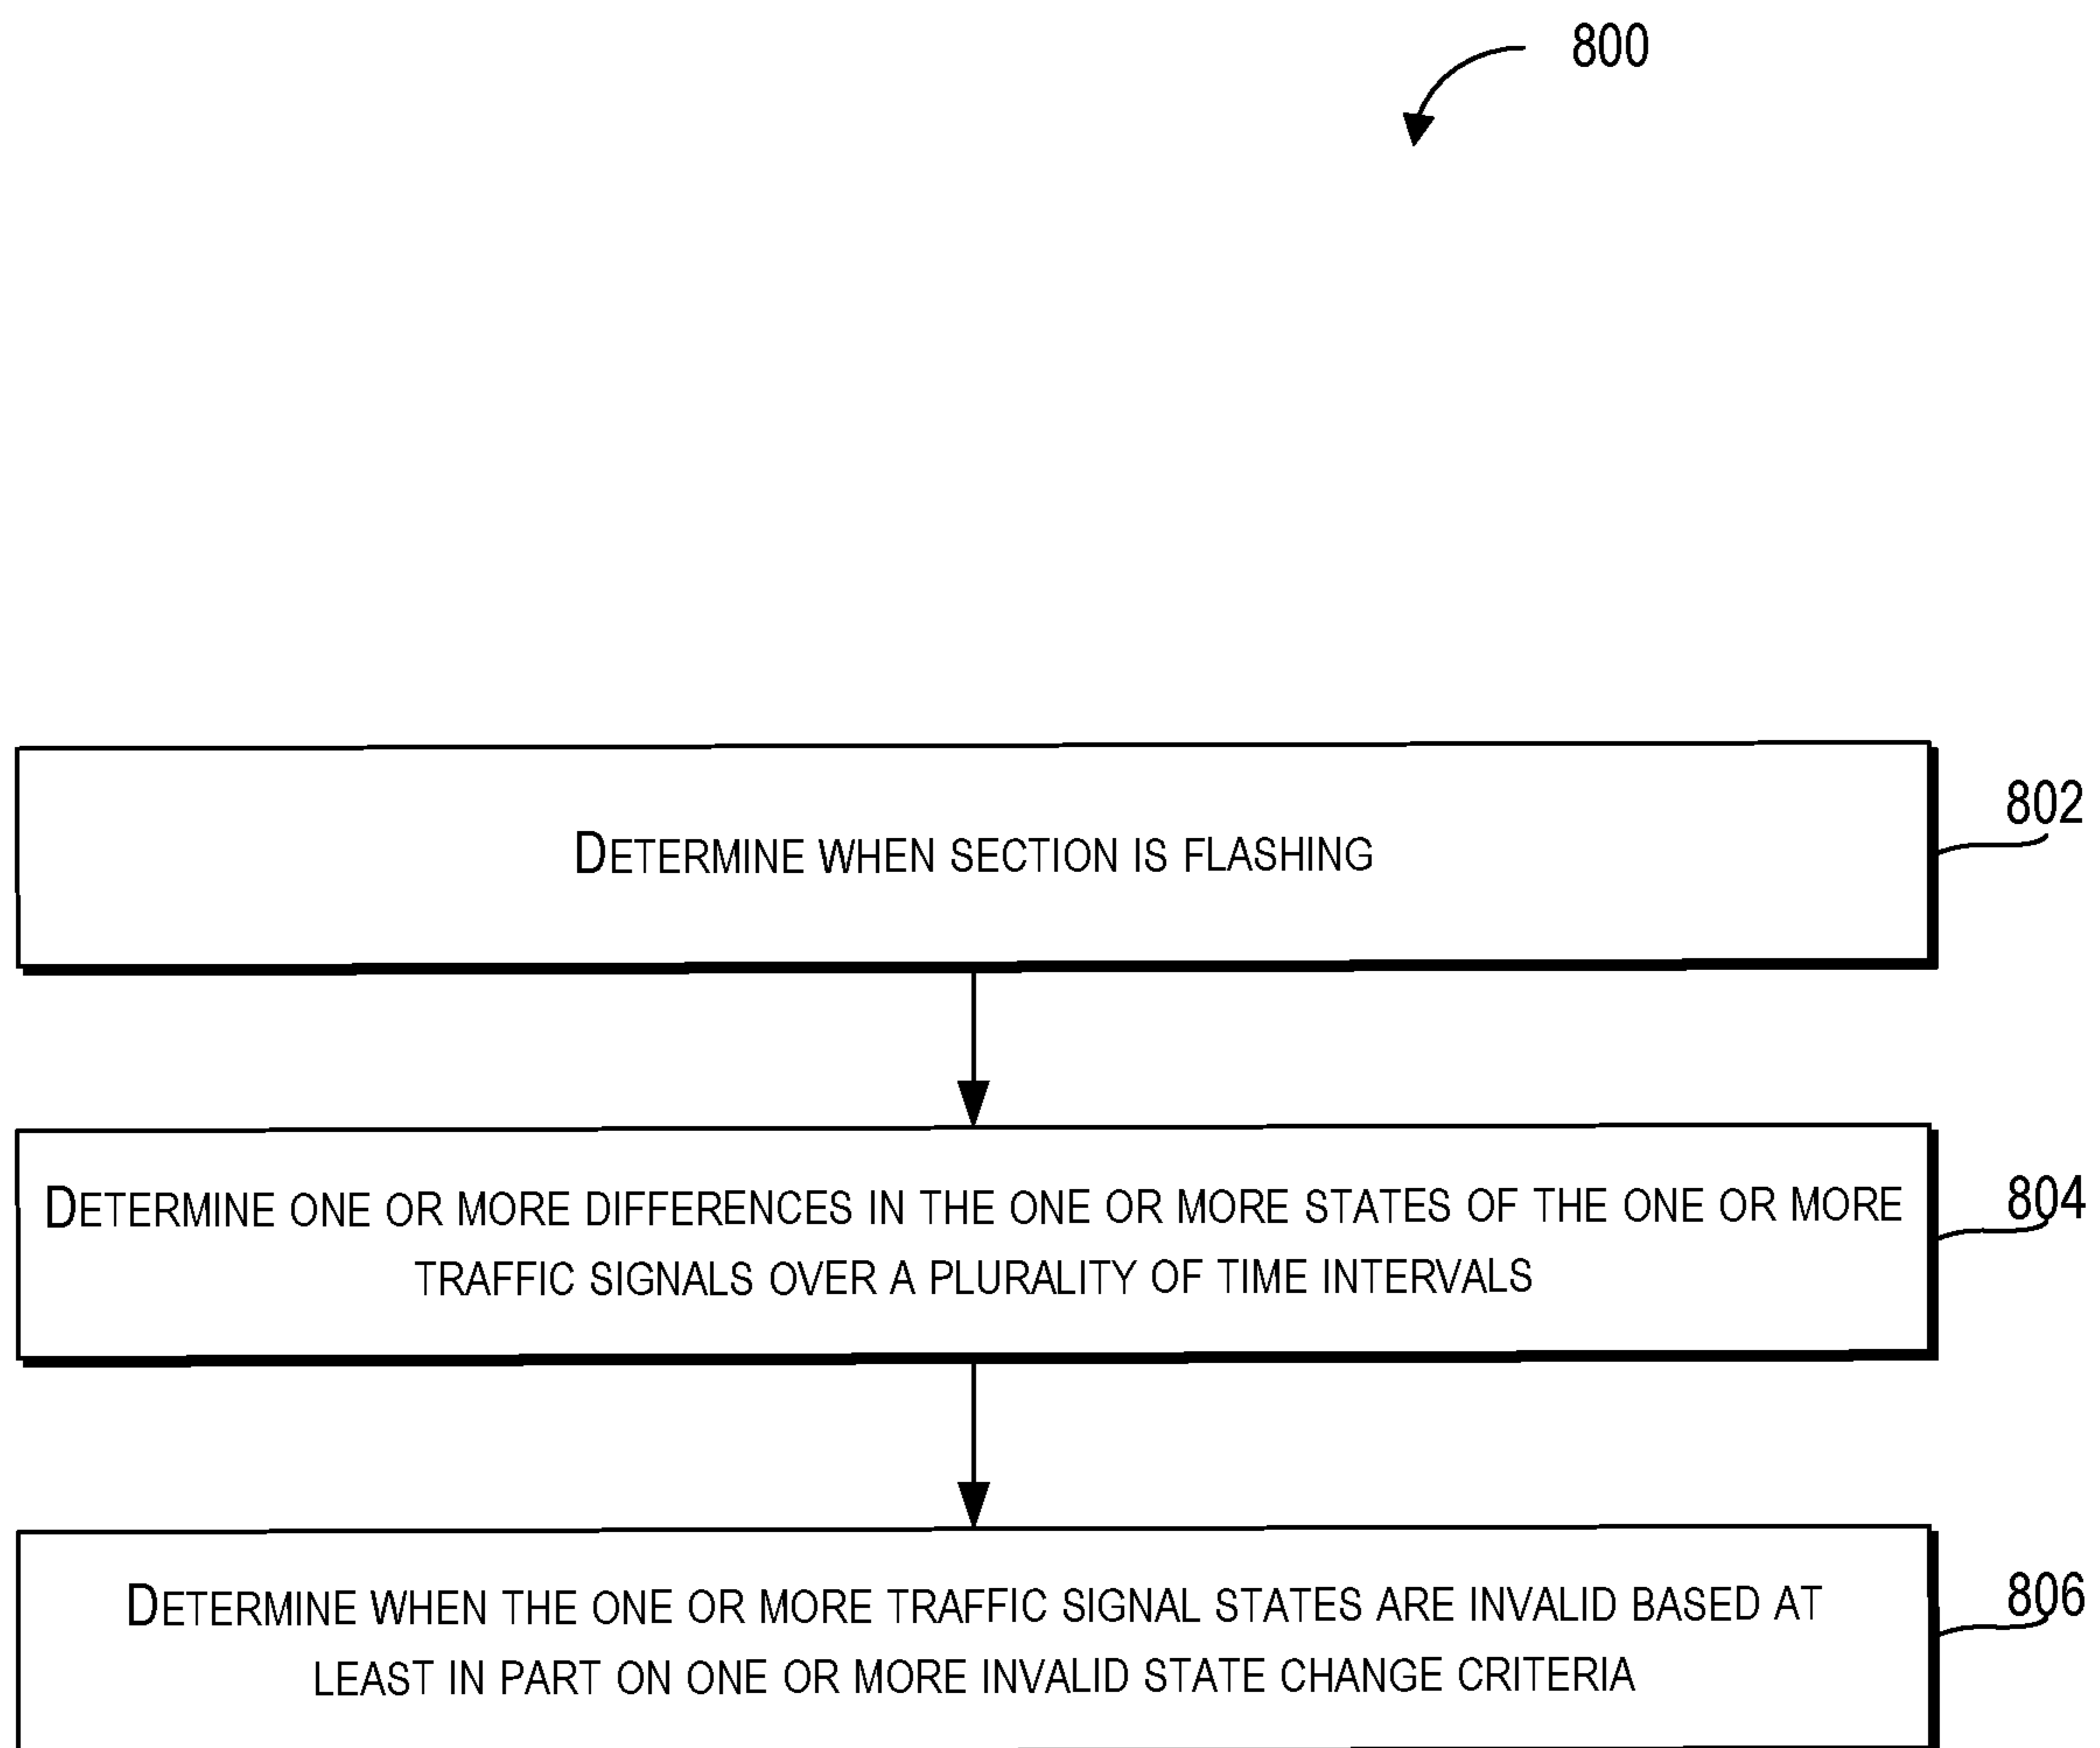 800
DETERMINE WHEN SECTION IS FLASHING
802
DETERMINE ONE OR MORE DIFFERENCES IN THE ONE OR MORE STATES OF THE ONE OR MORE
TRAFFIC SIGNALS OVER A PLURALITY OF TIME INTERVALS
804
DETERMINE WHEN THE ONE OR MORE TRAFFIC SIGNAL STATES ARE INVALID BASED AT
LEAST IN PART ON ONE OR MORE INVALID STATE CHANGE CRITERIA
806